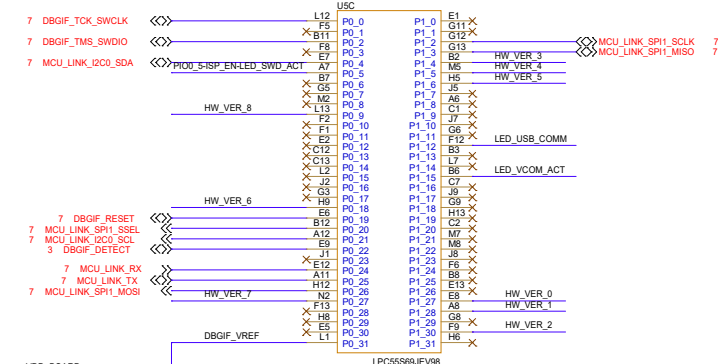 U5C
7 DBGIF_TCK_SWCLK L12 P0_0 P1_0 E1
F5 P0_1 P1_1 G11
7 DBGIF_TMS_SWDIO B11 P0_2 P1_2 G12 MCU_LINK_SPI1_SCLK 7
F8 P0_3 P1_3 G13 MCU_LINK_SPI1_MISO 7
7 MCU_LINK_I2C0_SDA E7 P0_4 P1_4 B2 HW_VER_3
PIO0_5-ISP_EN-LED_SWD_ACT A7 P0_5 P1_5 M5 HW_VER_4
B7 P0_6 P1_6 H5 HW_VER_5
G5 P0_7 P1_7 J5
M2 P0_8 P1_8 A6
HW_VER_8 L13 P0_9 P1_9 C1
F2 P0_10 P1_10 J7
F1 P0_11 P1_11 G6
E2 P0_12 P1_12 F12 LED_USB_COMM
C12 P0_13 P1_13 B3
C13 P0_14 P1_14 L7
L2 P0_15 P1_15 B6 LED_VCOM_ACT
J2 P0_16 P1_16 C7
G3 P0_17 P1_17 J9
HW_VER_6 H9 P0_18 P1_18 G9
7 DBGIF_RESET E6 P0_19 P1_19 H13
7 MCU_LINK_SPI1_SSEL B12 P0_20 P1_20 C2
7 MCU_LINK_I2C0_SCL A12 P0_21 P1_21 M7
3 DBGIF_DETECT E9 P0_22 P1_22 M8
J1 P0_23 P1_23 J8
7 MCU_LINK_RX E12 P0_24 P1_24 F6
7 MCU_LINK_TX A11 P0_25 P1_25 B8
7 MCU_LINK_SPI1_MOSI H12 P0_26 P1_26 E13
HW_VER_7 N2 P0_27 P1_27 E8 HW_VER_0
F13 P0_28 P1_28 A8 HW_VER_1
H8 P0_29 P1_29 G8
E5 P0_30 P1_30 F9 HW_VER_2
DBGIF_VREF L1 P0_31 P1_31 H6
LPC55S69JEV98